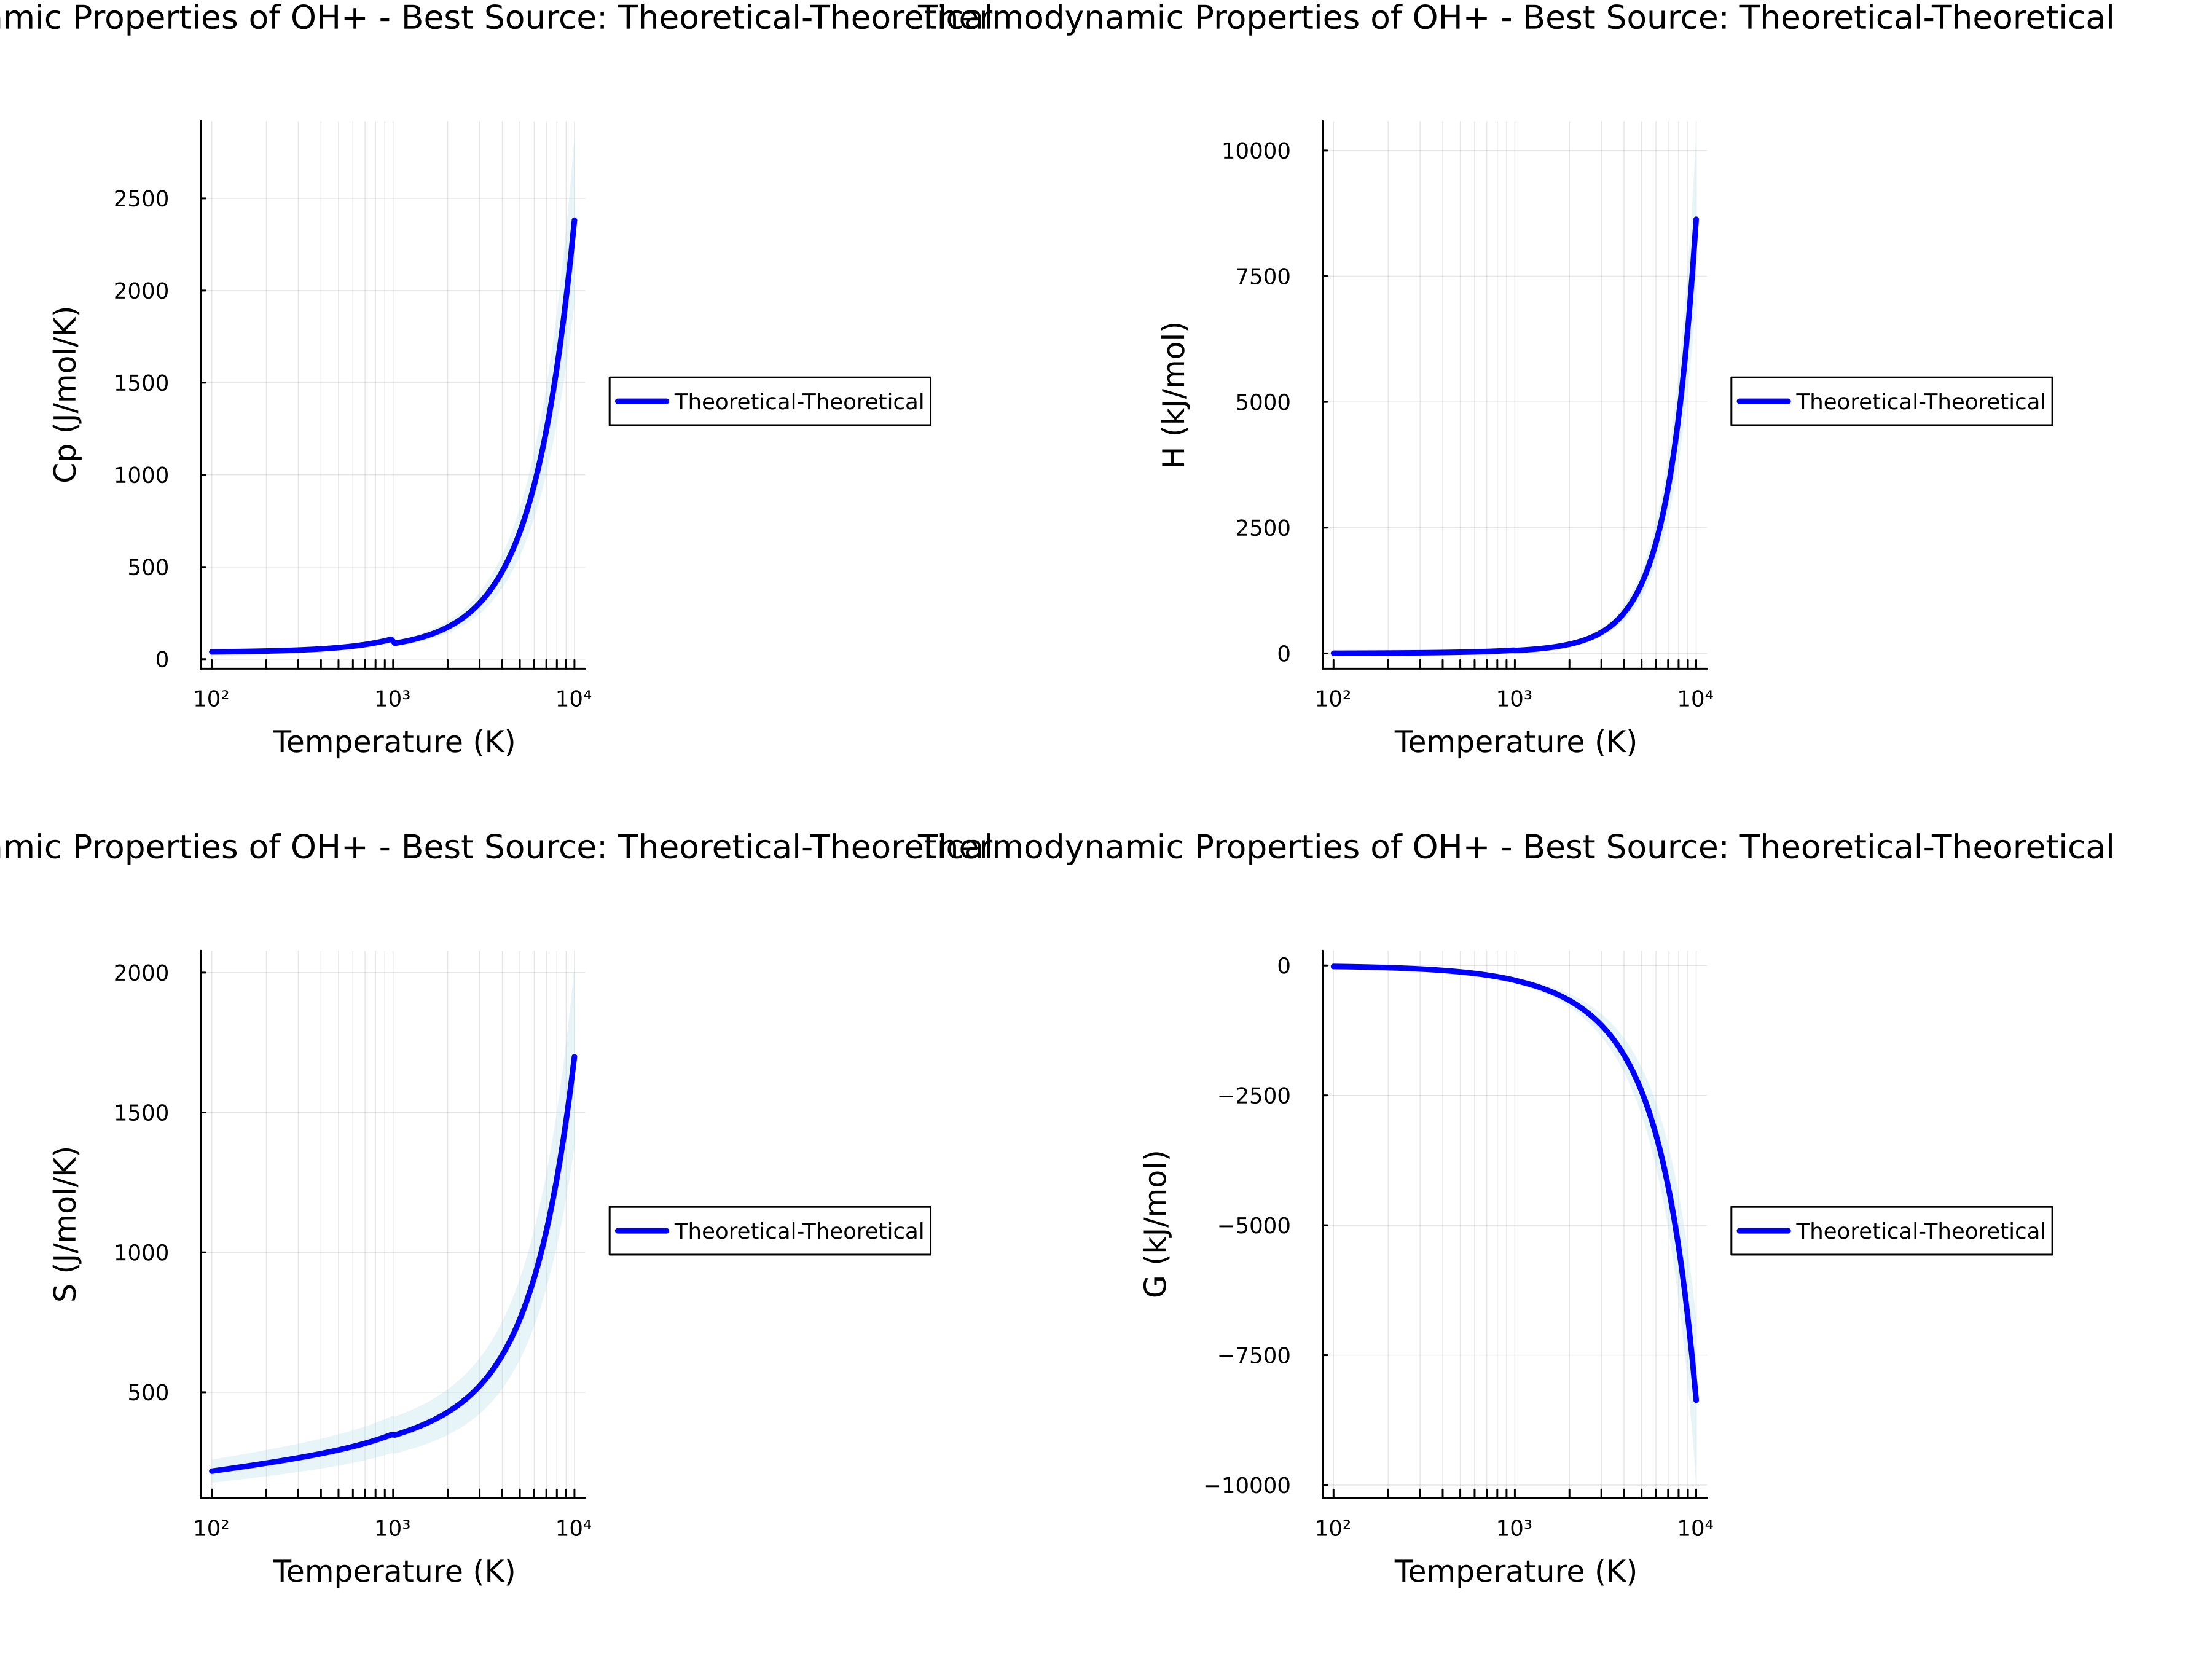 mic Properties of OH+ - Best Source: Theoretical-Theoretical
Thermodynamic Properties of OH+ - Best Source: Theoretical-Theoretical
Cp (J/mol/K)
2500
2000
1500
1000
500
0
10² 10³ 10⁴
Temperature (K)
Theoretical-Theoretical
H (kJ/mol)
10000
7500
5000
2500
0
10² 10³ 10⁴
Temperature (K)
Theoretical-Theoretical
mic Properties of OH+ - Best Source: Theoretical-Theoretical
Thermodynamic Properties of OH+ - Best Source: Theoretical-Theoretical
S (J/mol/K)
2000
1500
1000
500
10² 10³ 10⁴
Temperature (K)
Theoretical-Theoretical
G (kJ/mol)
0
−2500
−5000
−7500
−10000
10² 10³ 10⁴
Temperature (K)
Theoretical-Theoretical